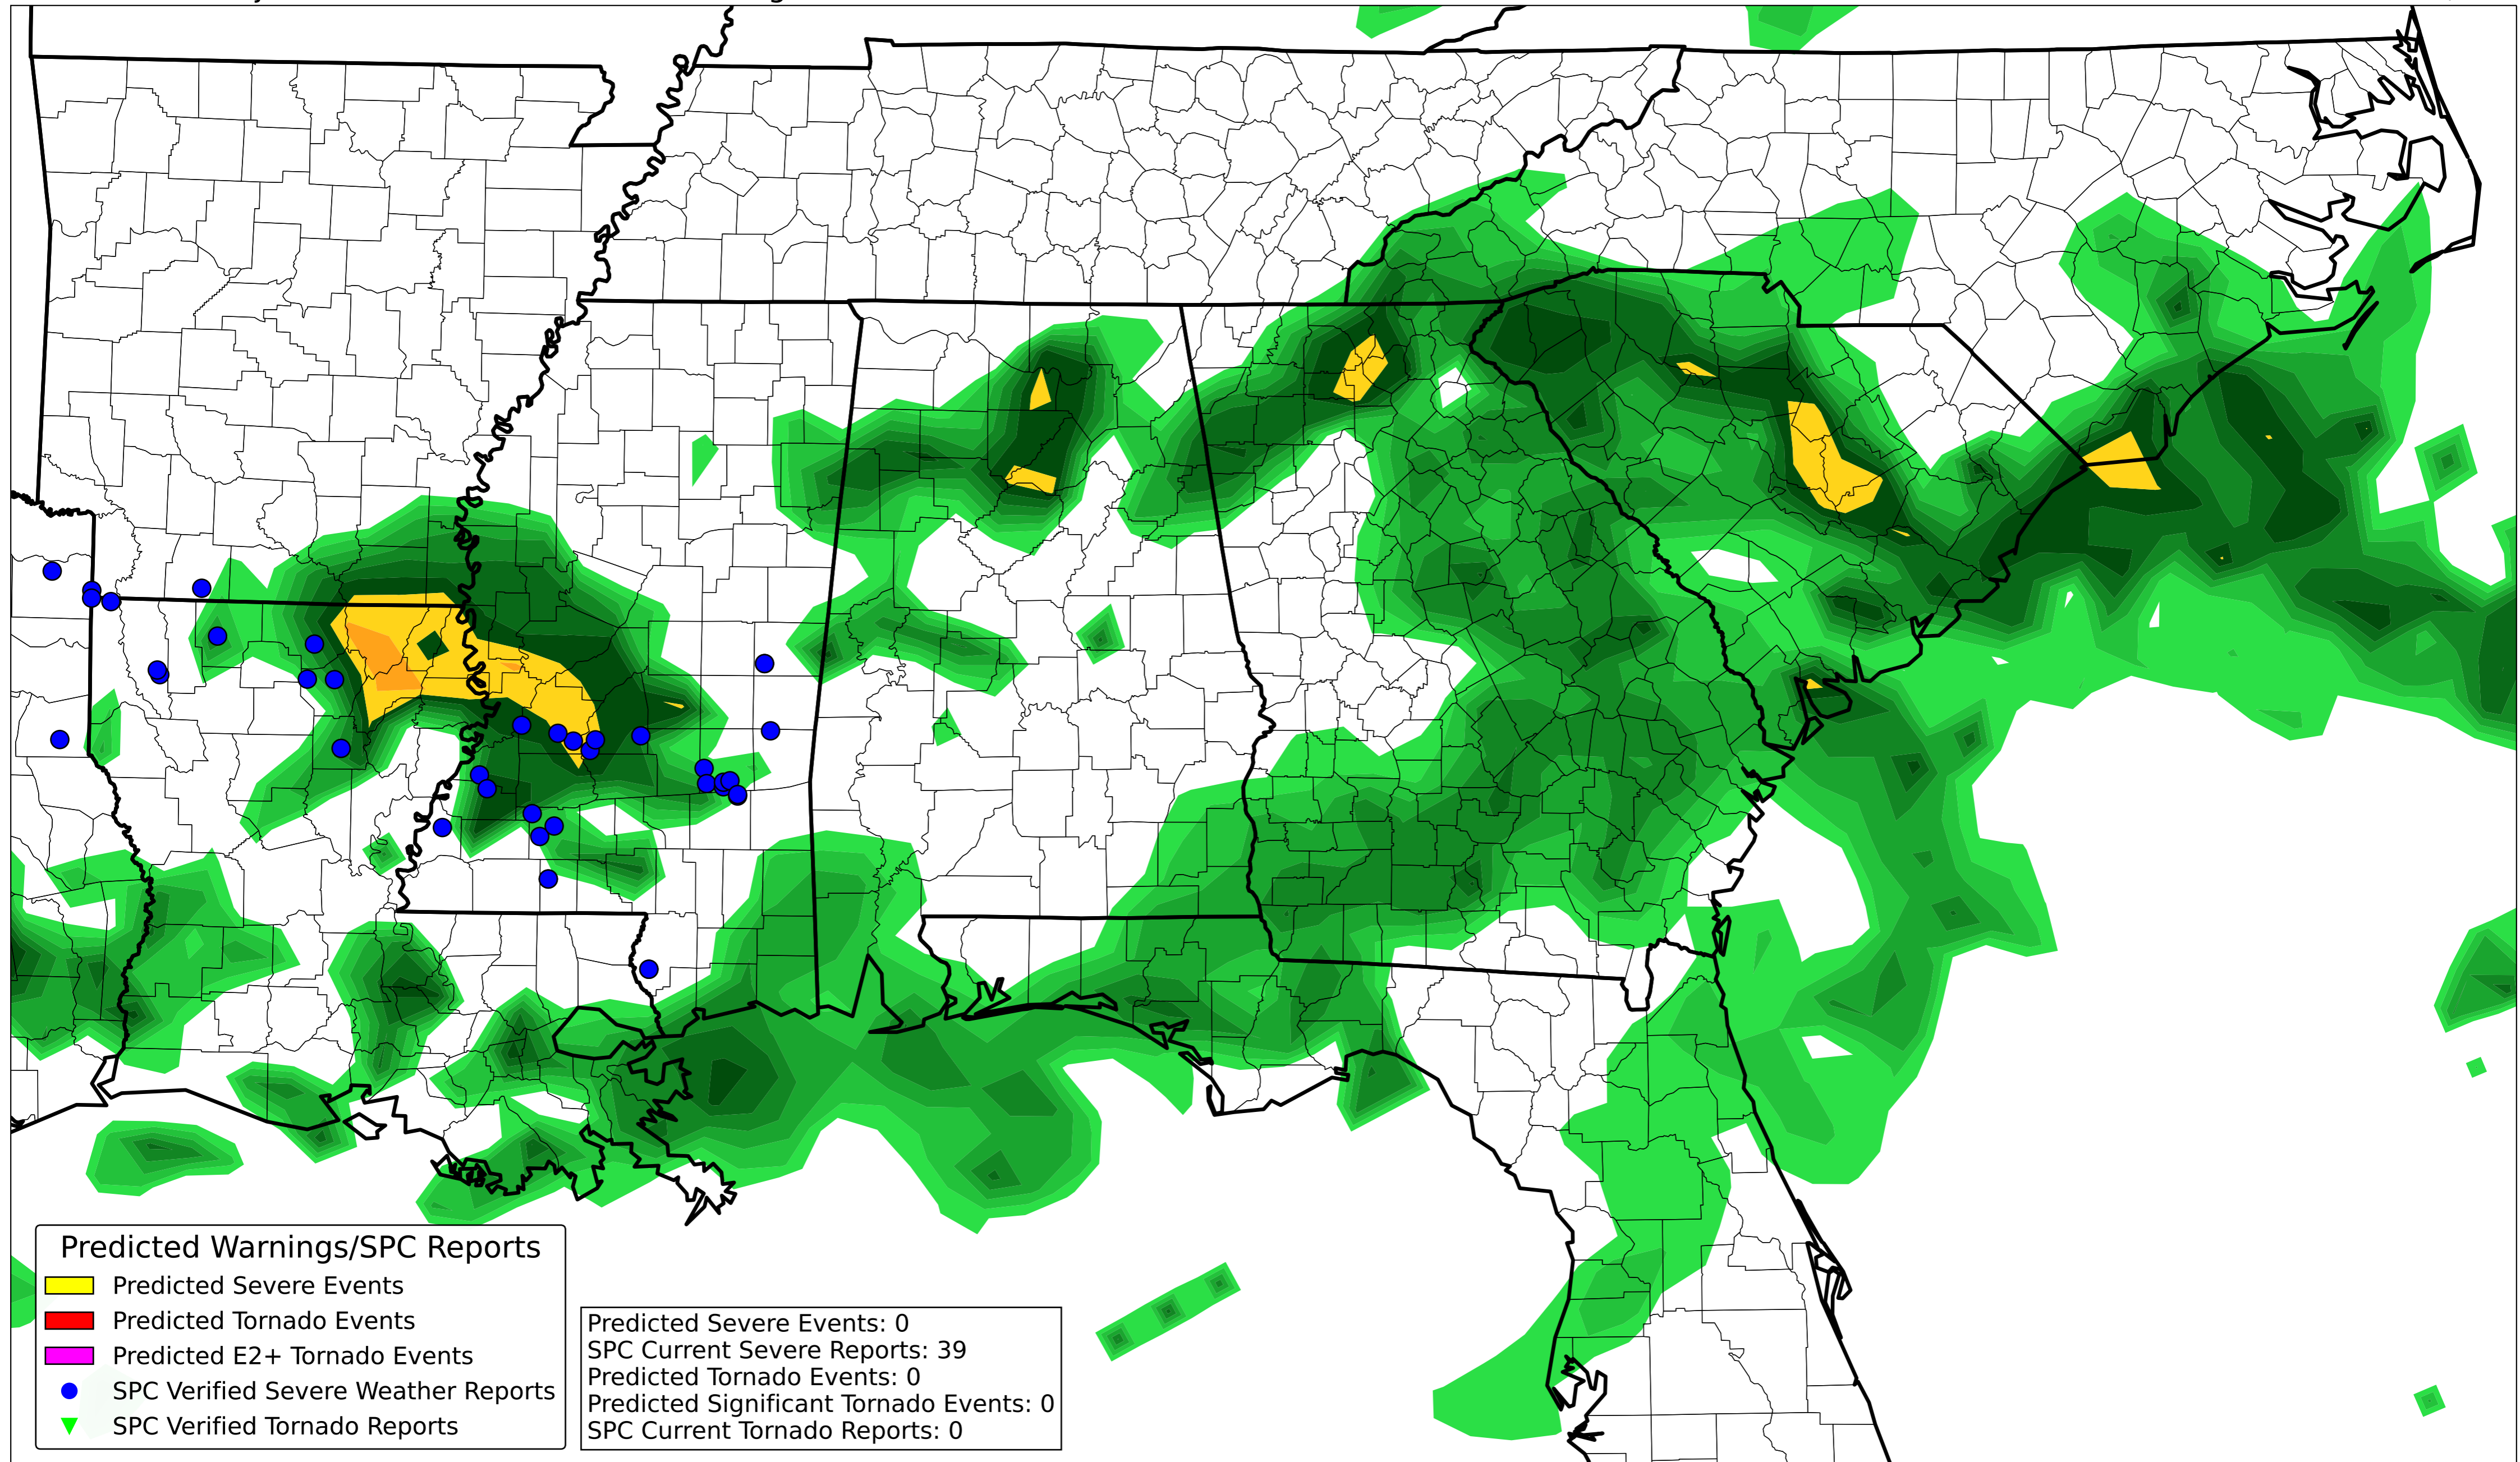 Predicted Warnings/SPC Reports
Predicted Severe Events
Predicted Tornado Events
Predicted E2+ Tornado Events
SPC Verified Severe Weather Reports
SPC Verified Tornado Reports
Predicted Severe Events: 0
SPC Current Severe Reports: 39
Predicted Tornado Events: 0
Predicted Significant Tornado Events: 0
SPC Current Tornado Reports: 0